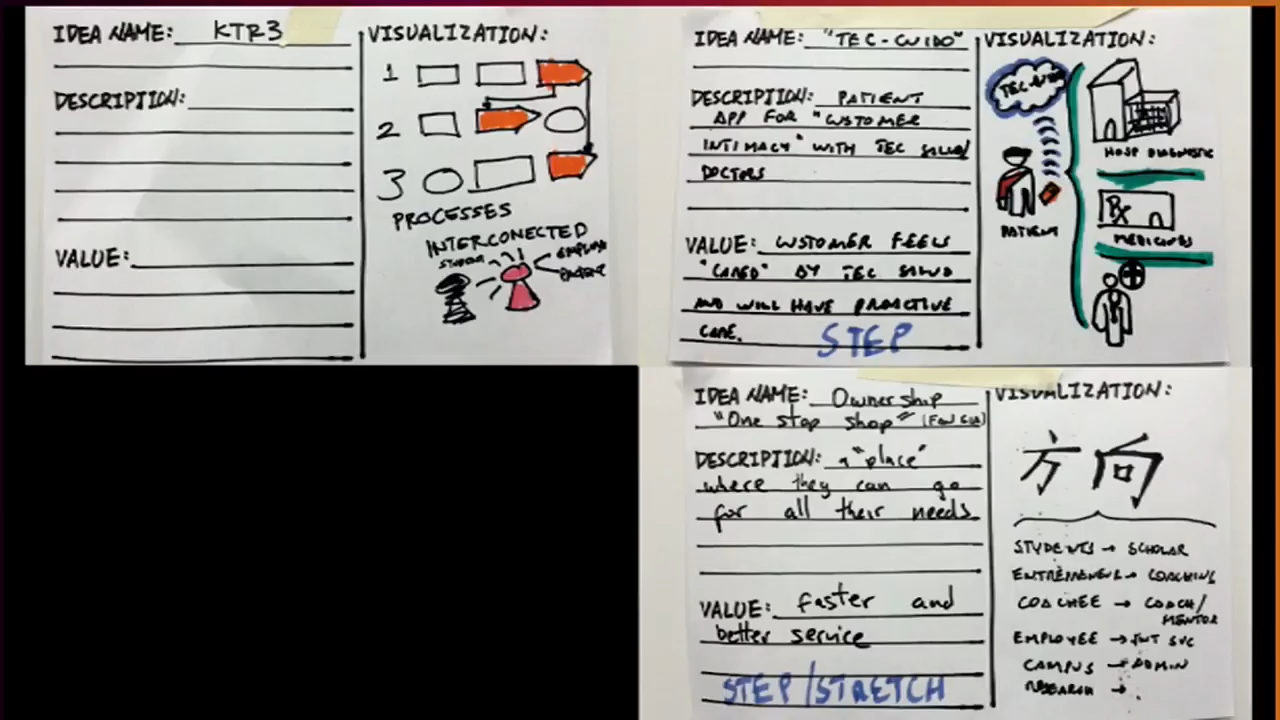 IDEA NAME: KTR3
DESCRIPTION:
VALUE:
VISUALIZATION:
1
2
3
PROCESSES
INTERCONECTED
IDEA NAME: "TEC-CUIDO"
DESCRIPTION: PATIENT
APP FOR "CUSTOMER
INTIMACY" WITH TEC SALUD
DOCTORS
VALUE: CUSTOMER FEELS
"CARED" BY TEC SALUD
AND WILL HAVE PROACTIVE
CARE.
STEP
VISUALIZATION:
PATIENT
HOSP DIAGNOSTIC
Rx
MEDICINES
IDEA NAME: Ownership
"One stop shop"
DESCRIPTION: a "place"
where they can go
for all their needs
VALUE: faster and
better service
STEP/STRETCH
VISUALIZATION:
方向
STUDENTS → SCHOLAR
→ COACHING
COACHEE → COACH/
MENTOR
EMPLOYEE → INT SVC
CAMPUS → ADMIN
RESEARCH →